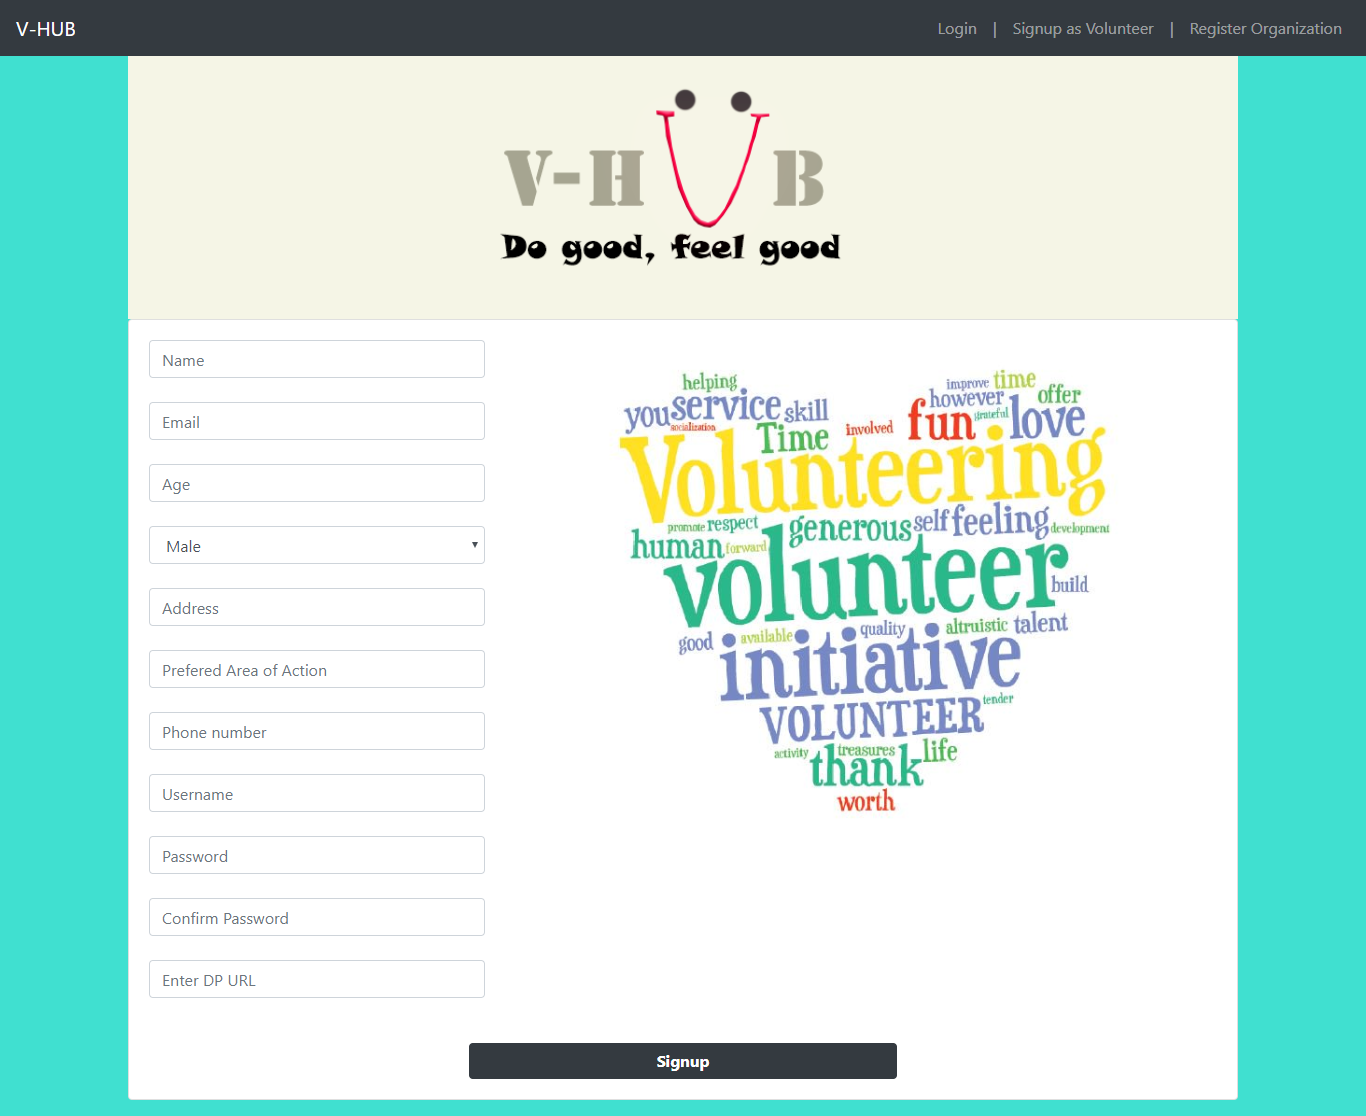 V-HUB
Login | Signup as Volunteer | Register Organization
V-HUB
Do good, feel good
Name
Email
Age
Male
Address
Prefered Area of Action
Phone number
Username
Password
Confirm Password
Enter DP URL
helping
improve time
you service skill
however offer
socialization
Time involved fun grateful love
Volunteering
promote respect generous self feeling development
human forward
volunteer
build
good available quality altruistic talent
initiative
tender
VOLUNTEER
activity treasures life
thank
worth
Signup